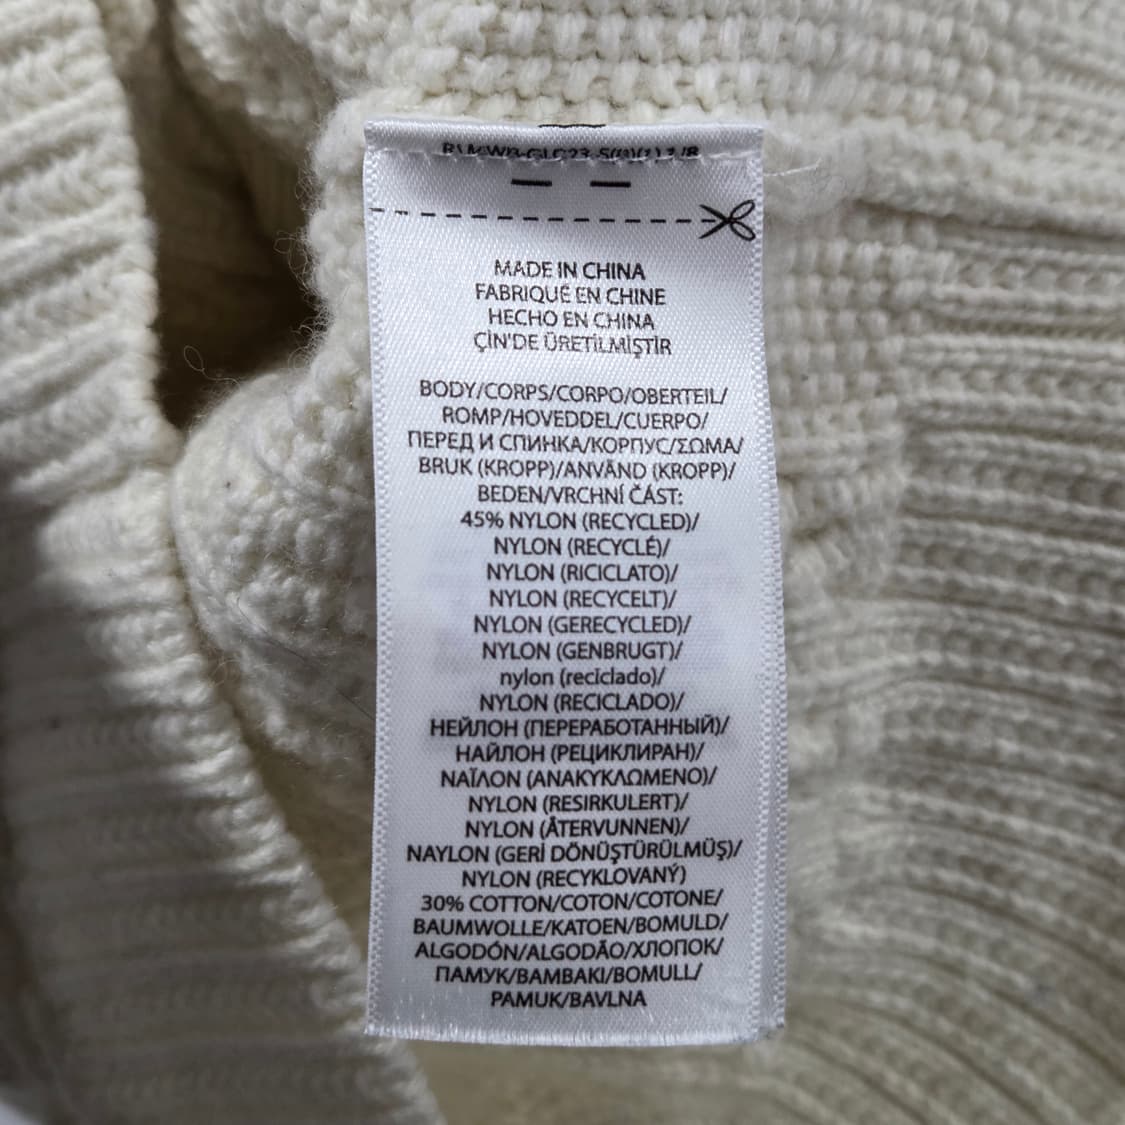 MADE IN CHINA
FABRIQUÉ EN CHINE
HECHO EN CHINA
ÇİN'DE ÜRETİLMİŞTİR
BODY/CORPS/CORPO/OBERTEIL/
ROMP/HOVEDDEL/CUERPO/
ПЕРЕД И СПИНКА/КОРПУС/ΣΩΜΑ/
BRUK (KROPP)/ANVÄND (KROPP)/
BEDEN/VRCHNÍ ČÁST:
45% NYLON (RECYCLED)/
NYLON (RECYCLÉ)/
NYLON (RICICLATO)/
NYLON (RECYCELT)/
NYLON (GERECYCLED)/
NYLON (GENBRUGT)/
nylon (reciclado)/
NYLON (RECICLADO)/
НЕЙЛОН (ПЕРЕРАБОТАННЫЙ)/
НАЙЛОН (РЕЦИКЛИРАН)/
ΝΑΪΛΟΝ (ΑΝΑΚΥΚΛΩΜΕΝΟ)/
NYLON (RESIRKULERT)/
NYLON (ÅTERVUNNEN)/
NAYLON (GERİ DÖNÜŞTÜRÜLMÜŞ)/
NYLON (RECYKLOVANÝ)
30% COTTON/COTON/COTONE/
BAUMWOLLE/KATOEN/BOMULD/
ALGODÓN/ALGODÃO/ХЛОПОК/
ПАМУК/ΒΑΜΒΑΚΙ/BOMULL/
PAMUK/BAVLNA